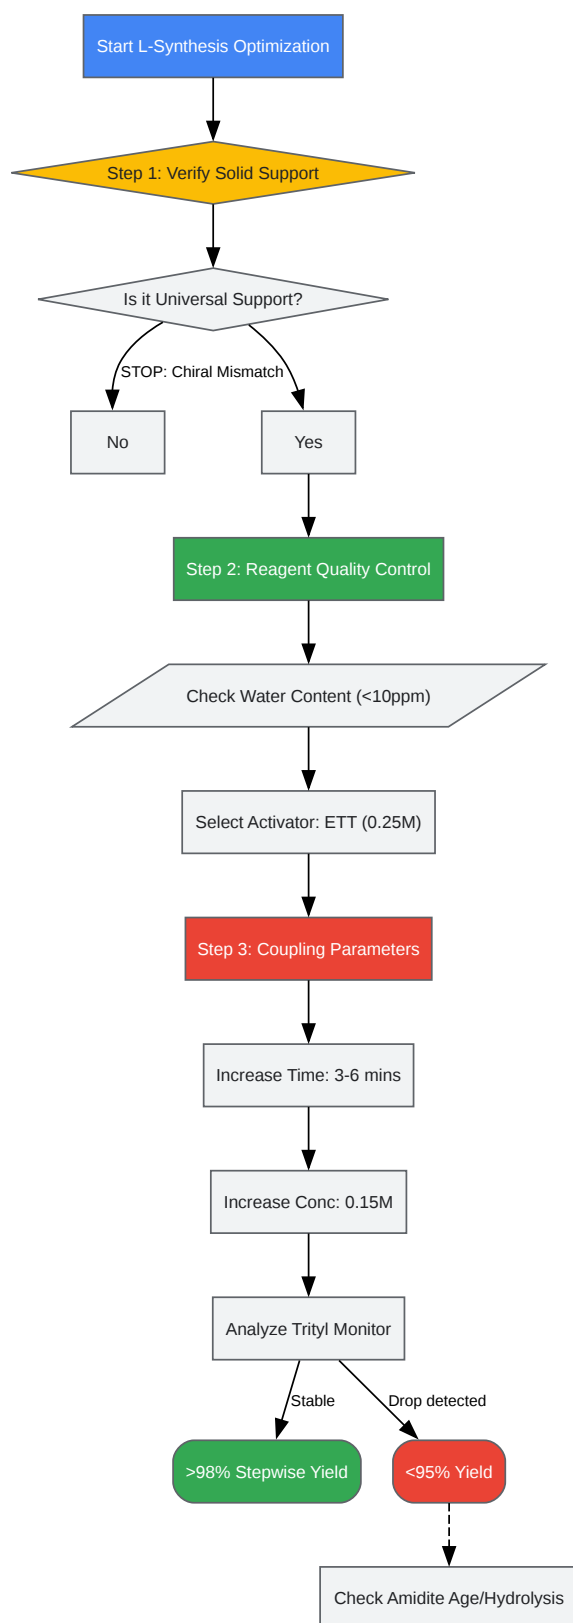 Start L-Synthesis Optimization
Step 1: Verify Solid Support
Is it Universal Support?
STOP: Chiral Mismatch
No
Yes
Step 2: Reagent Quality Control
Check Water Content (<10ppm)
Select Activator: ETT (0.25M)
Step 3: Coupling Parameters
Increase Time: 3-6 mins
Increase Conc: 0.15M
Analyze Trityl Monitor
Stable
Drop detected
>98% Stepwise Yield
<95% Yield
Check Amidite Age/Hydrolysis